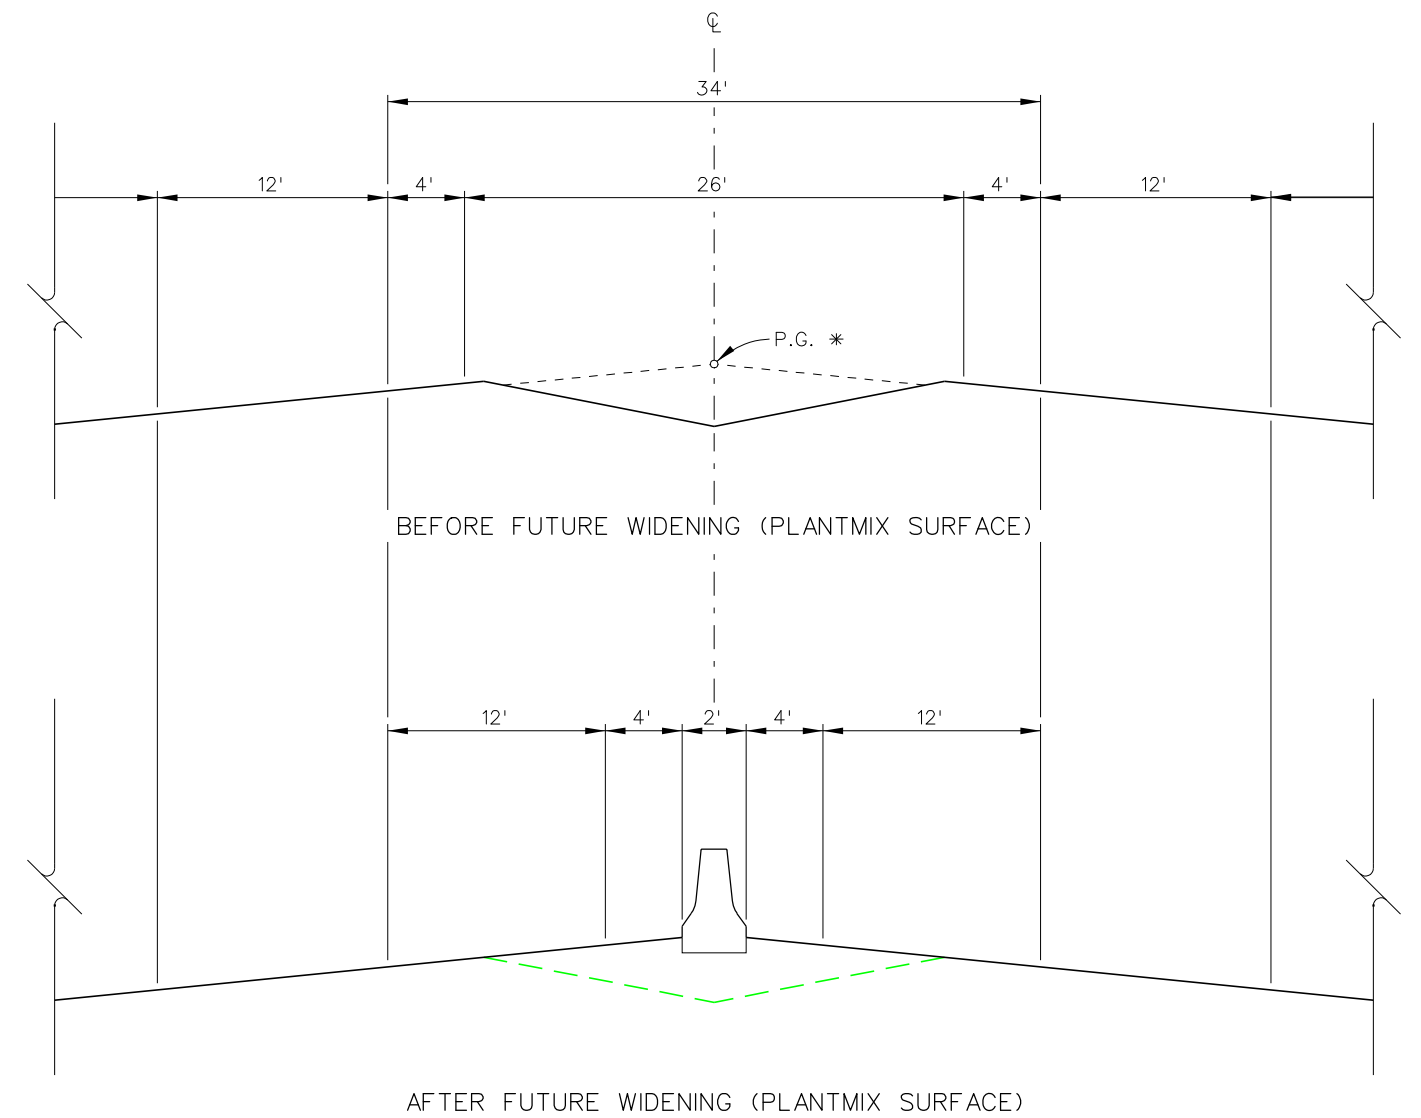 ℄
34'
12' 4' 26' 4' 12'
P.G. *
BEFORE FUTURE WIDENING (PLANTMIX SURFACE)
12' 4' 2' 4' 12'
AFTER FUTURE WIDENING (PLANTMIX SURFACE)